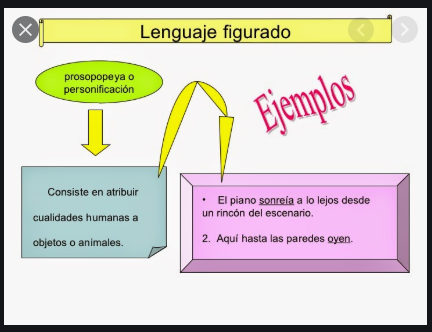 Lenguaje figurado
prosopopeya o
personificación
Ejemplos
Consiste en atribuir
cualidades humanas a
objetos o animales.
• El piano sonreía a lo lejos desde
un rincón del escenario.
2. Aquí hasta las paredes oyen.